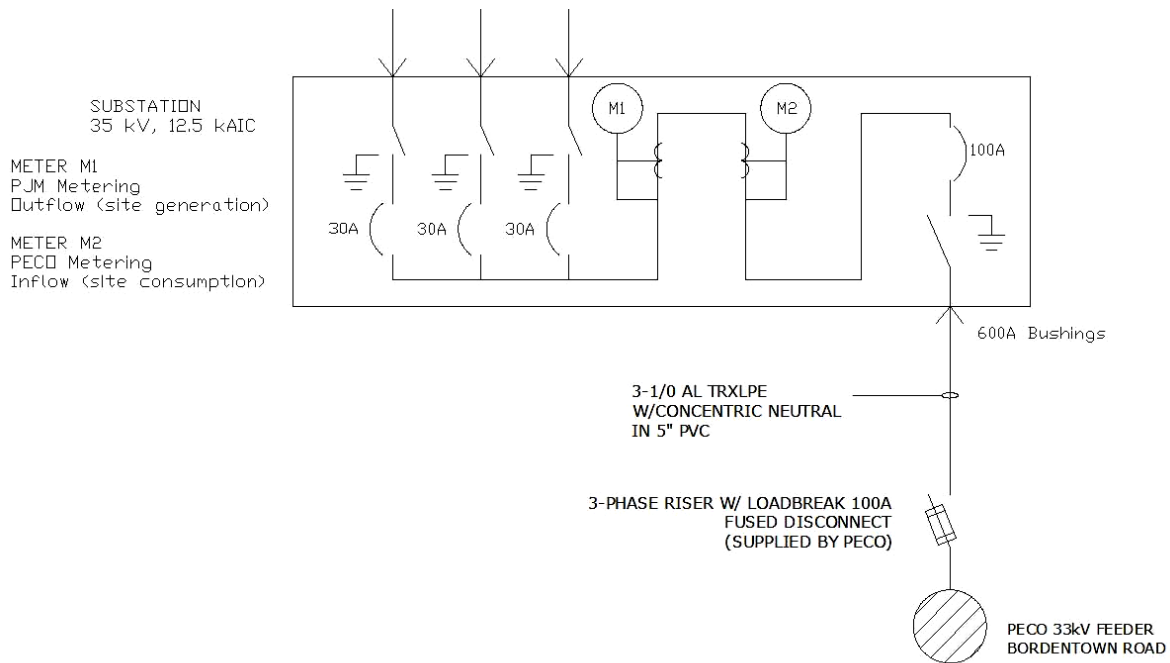 SUBSTATION
35 kV, 12.5 kAIC
METER M1
PJM Metering
Outflow (site generation)
METER M2
PECO Metering
Inflow (site consumption)
M1
M2
30A
30A
30A
100A
600A Bushings
3-1/0 AL TRXLPE
W/CONCENTRIC NEUTRAL
IN 5" PVC
3-PHASE RISER W/ LOADBREAK 100A
FUSED DISCONNECT
(SUPPLIED BY PECO)
PECO 33kV FEEDER
BORDENTOWN ROAD